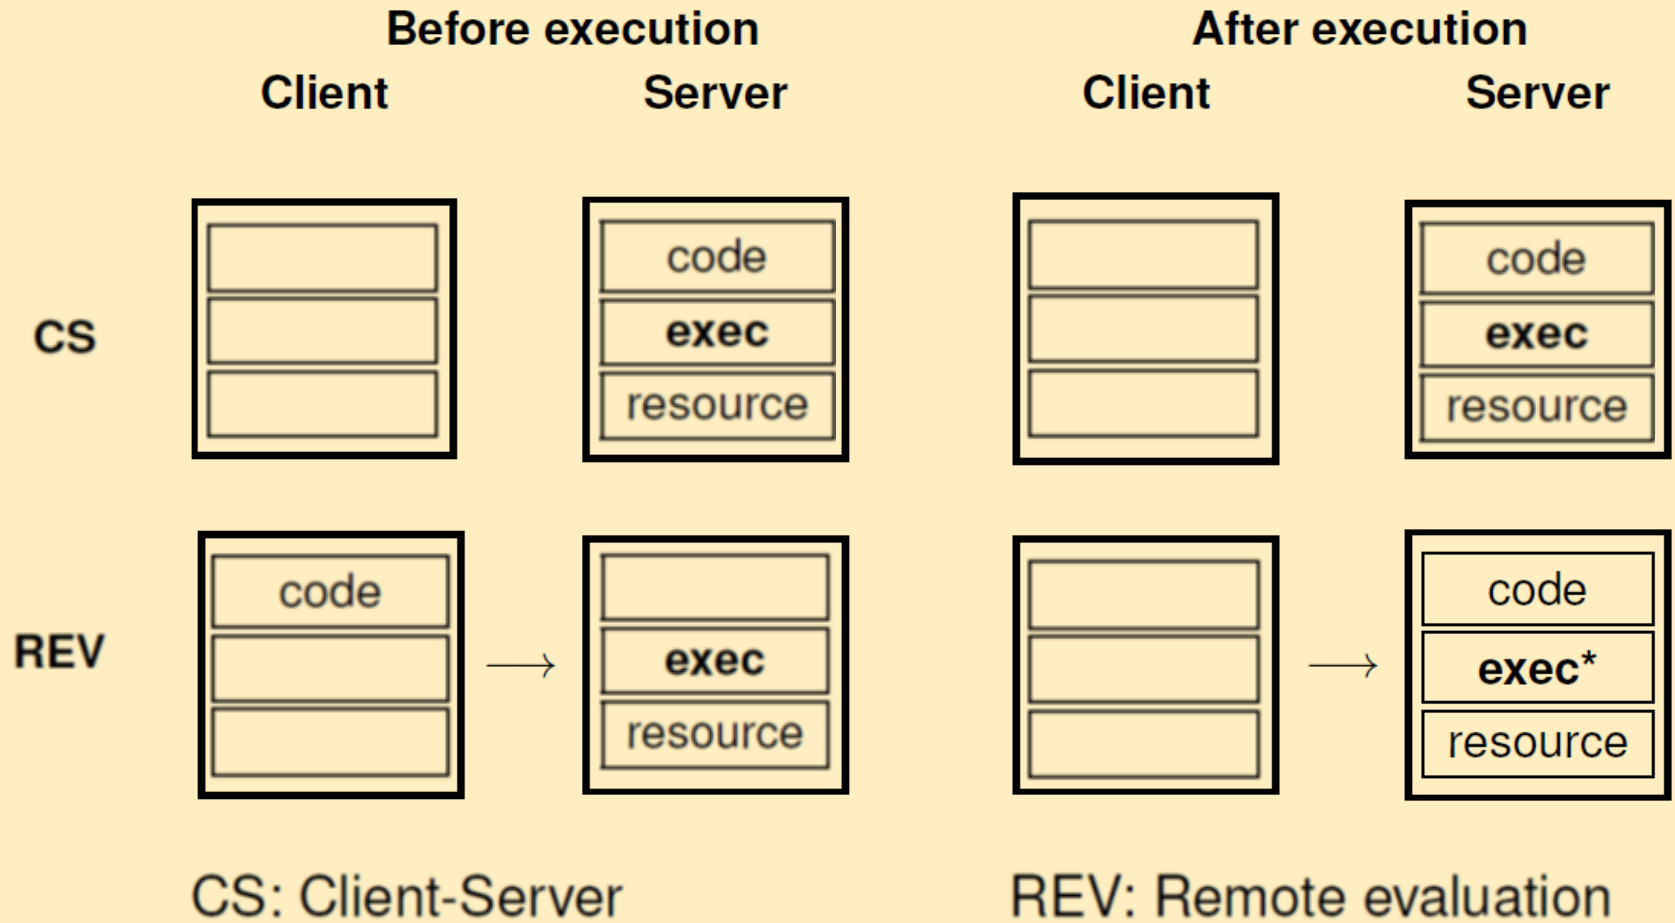 Before execution After execution
Client Server Client Server
code code
CS exec exec
resource resource
code code
REV → exec → exec*
resource resource
CS: Client-Server REV: Remote evaluation